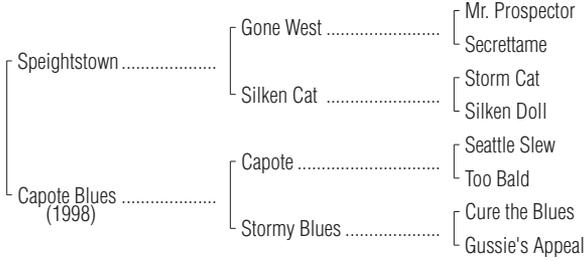 Mr. Prospector
Gone West ......................
Secrettame
Speightstown ...................
Storm Cat
Silken Cat ......................
Silken Doll
Seattle Slew
Capote ...........................
Too Bald
Capote Blues ...................
(1998)
Cure the Blues
Stormy Blues ...................
Gussie's Appeal